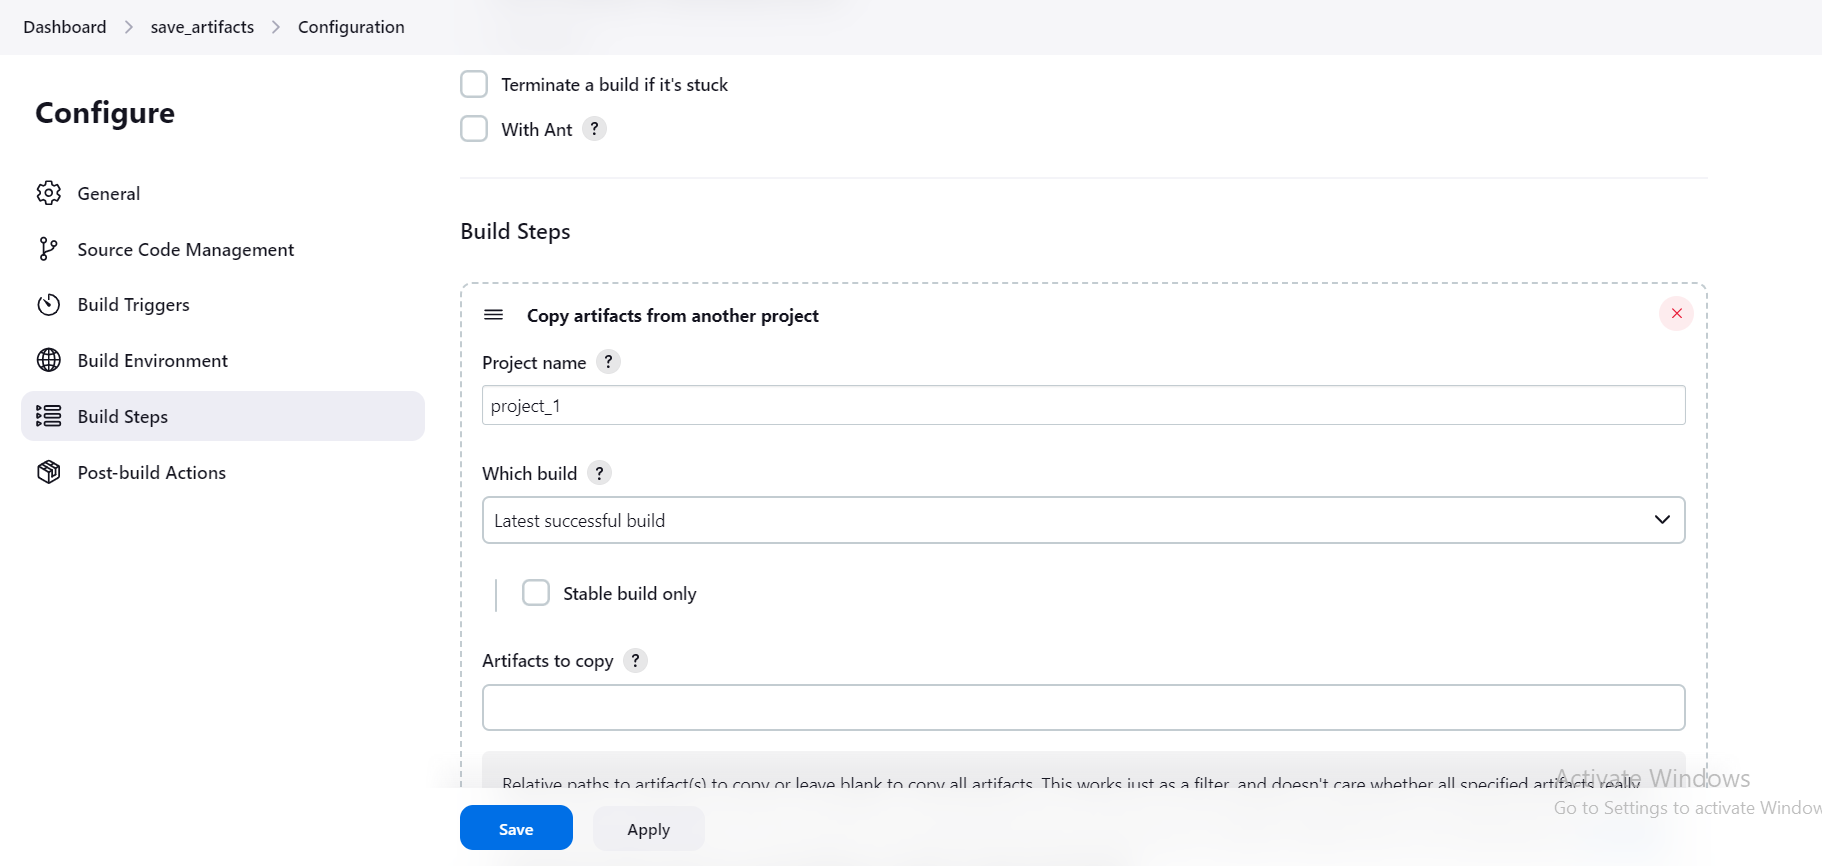 Dashboard > save_artifacts > Configuration
Configure
General
Source Code Management
Build Triggers
Build Environment
Build Steps
Post-build Actions
Terminate a build if it's stuck
With Ant ?
Build Steps
Copy artifacts from another project
Project name ?
project_1
Which build ?
Latest successful build
Stable build only
Artifacts to copy ?
Relative paths to artifact(s) to copy or leave blank to copy all artifacts. This works just as a filter, and doesn't care whether all specified artifacts really
Save
Apply
Activate Windows
Go to Settings to activate Window